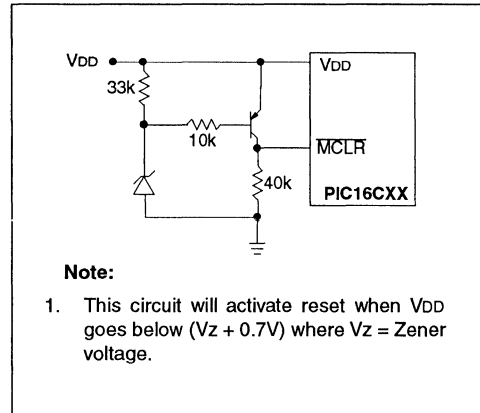 VDD
VDD
33k
10k
MCLR
40k
PIC16CXX
Note:
1. This circuit will activate reset when VDD
goes below (Vz + 0.7V) where Vz = Zener
voltage.